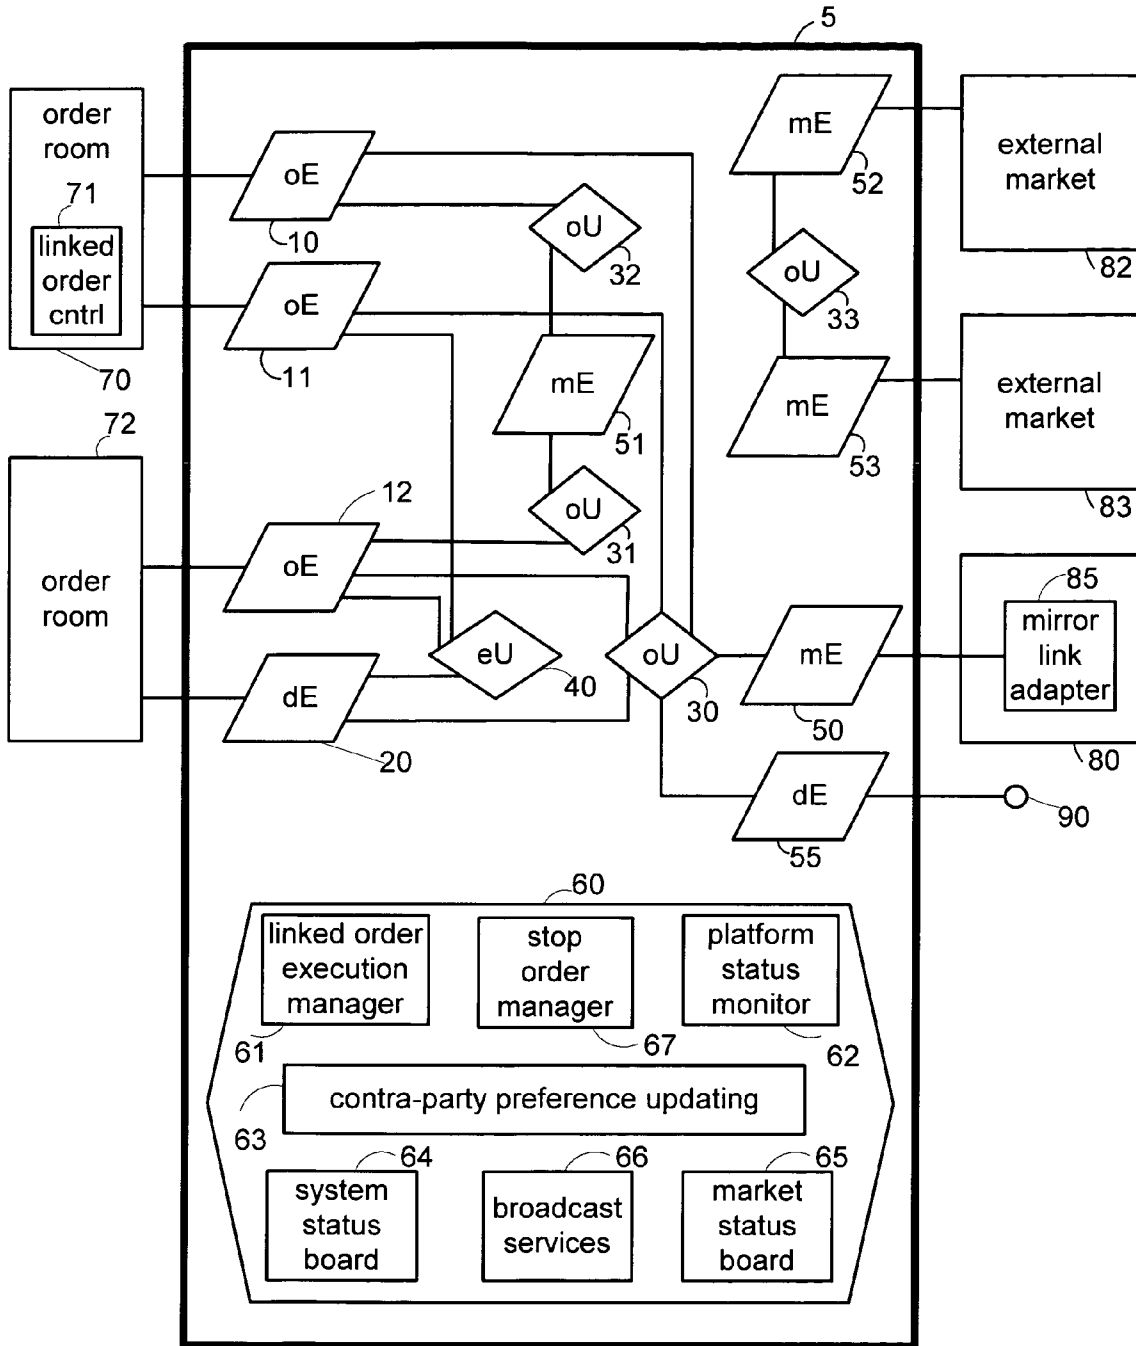 5
order
room
71
linked
order
cntrl
70
oE
10
oE
11
oU
32
mE
51
oU
31
mE
52
oU
33
mE
53
external
market
82
external
market
83
72
order
room
12
oE
dE
20
eU
40
oU
30
mE
50
85
mirror
link
adapter
80
dE
55
90
60
linked order
execution
manager
61
stop
order
manager
67
platform
status
monitor
62
contra-party preference updating
63
64
system
status
board
66
broadcast
services
65
market
status
board